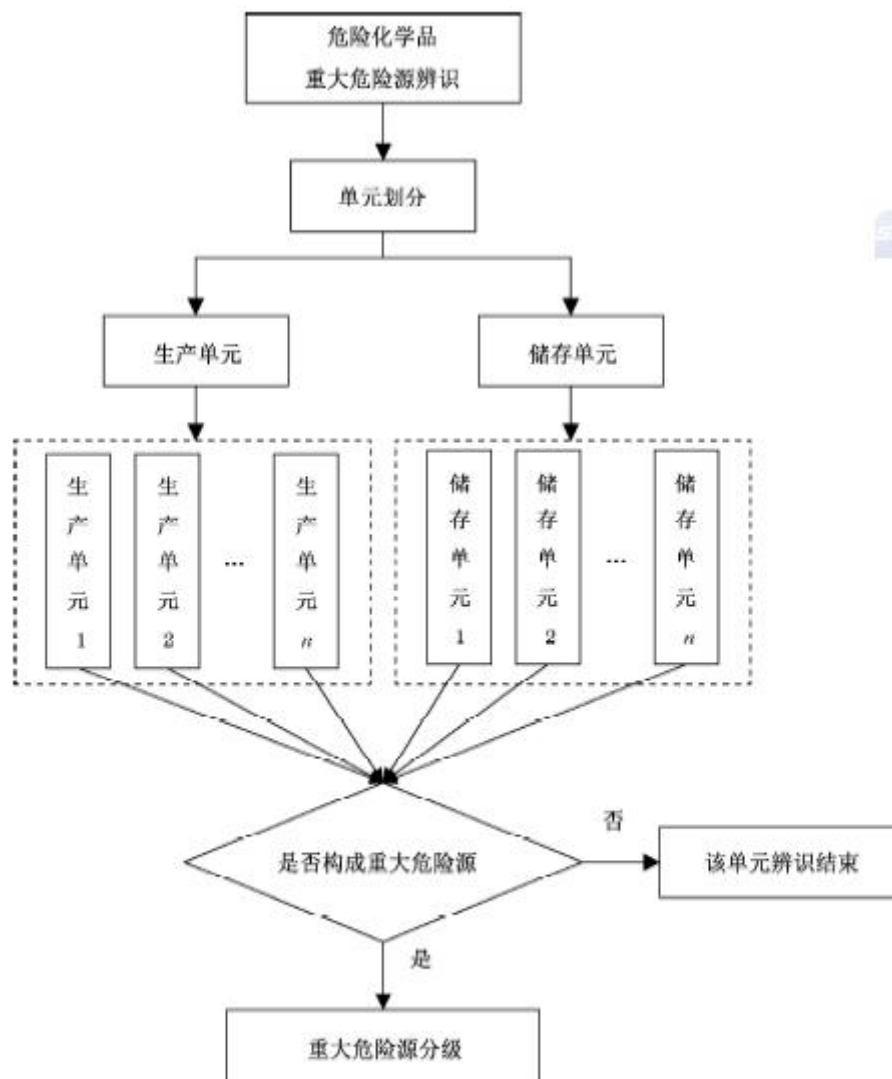 危险化学品
重大危险源辨识
单元划分
生产单元
储存单元
生产单元1
生产单元2
…
生产单元n
储存单元1
储存单元2
…
储存单元n
是否构成重大危险源
否
该单元辨识结束
是
重大危险源分级